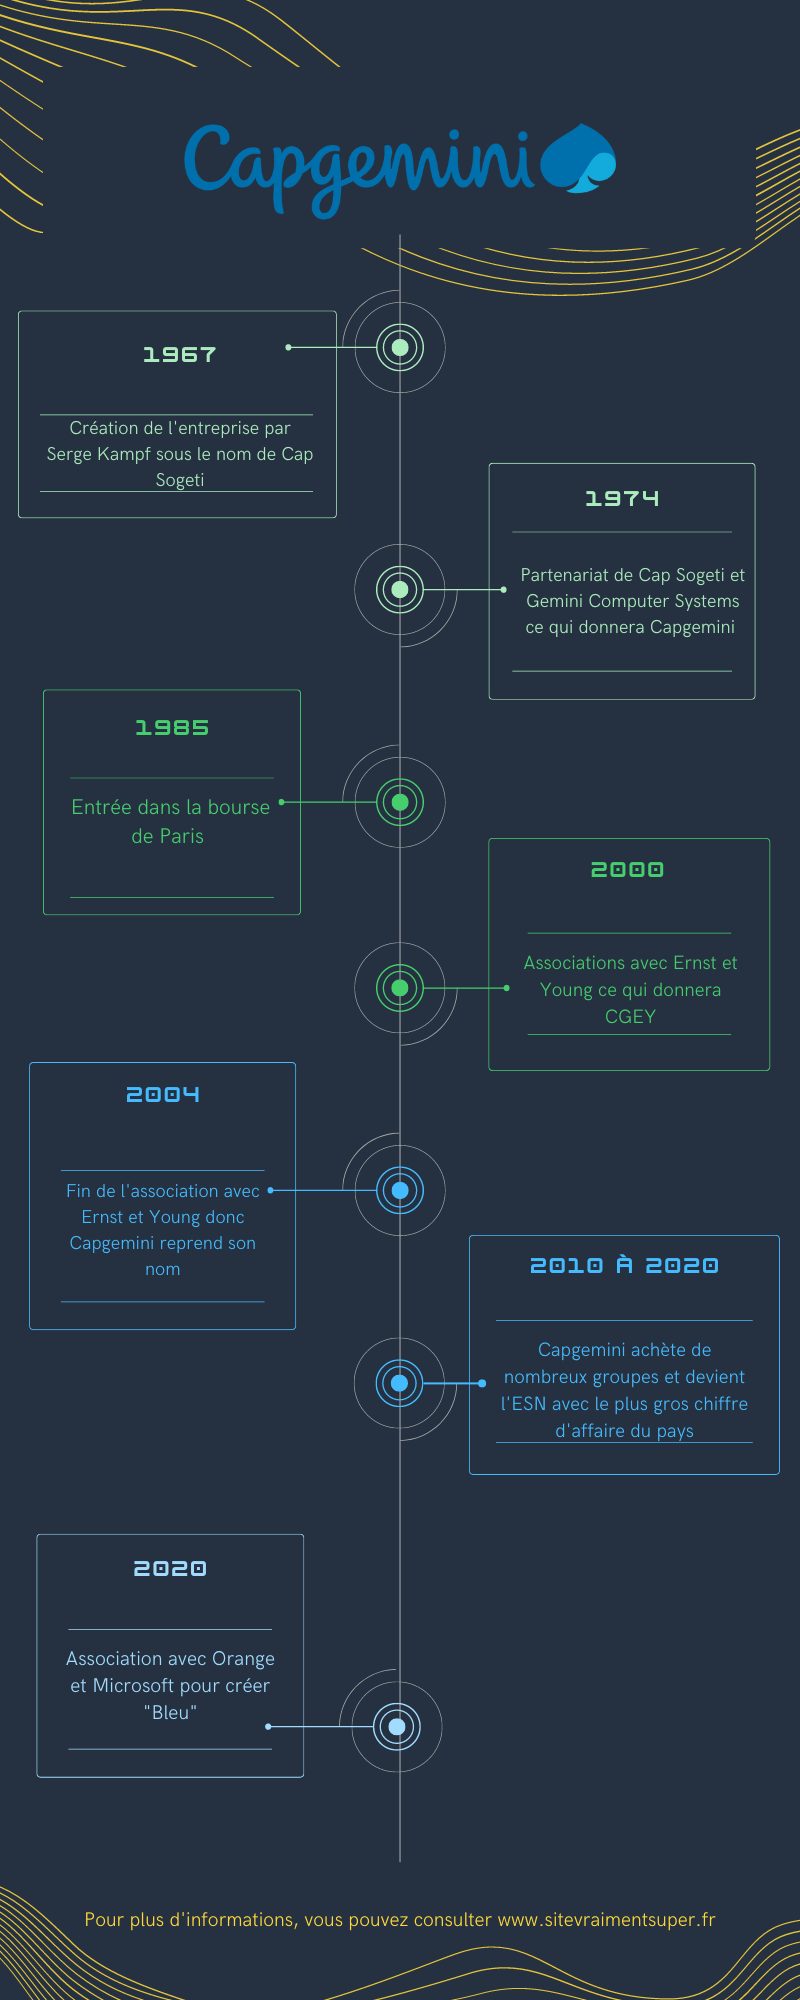 Capgemini
1967
Création de l'entreprise par
Serge Kampf sous le nom de Cap
Sogeti
1974
Partenariat de Cap Sogeti et
Gemini Computer Systems
ce qui donnera Capgemini
1985
Entrée dans la bourse
de Paris
2000
Associations avec Ernst et
Young ce qui donnera
CGEY
2004
Fin de l'association avec
Ernst et Young donc
Capgemini reprend son
nom
2010 À 2020
Capgemini achète de
nombreux groupes et devient
l'ESN avec le plus gros chiffre
d'affaire du pays
2020
Association avec Orange
et Microsoft pour créer
"Bleu"
Pour plus d'informations, vous pouvez consulter www.sitevraimentsuper.fr